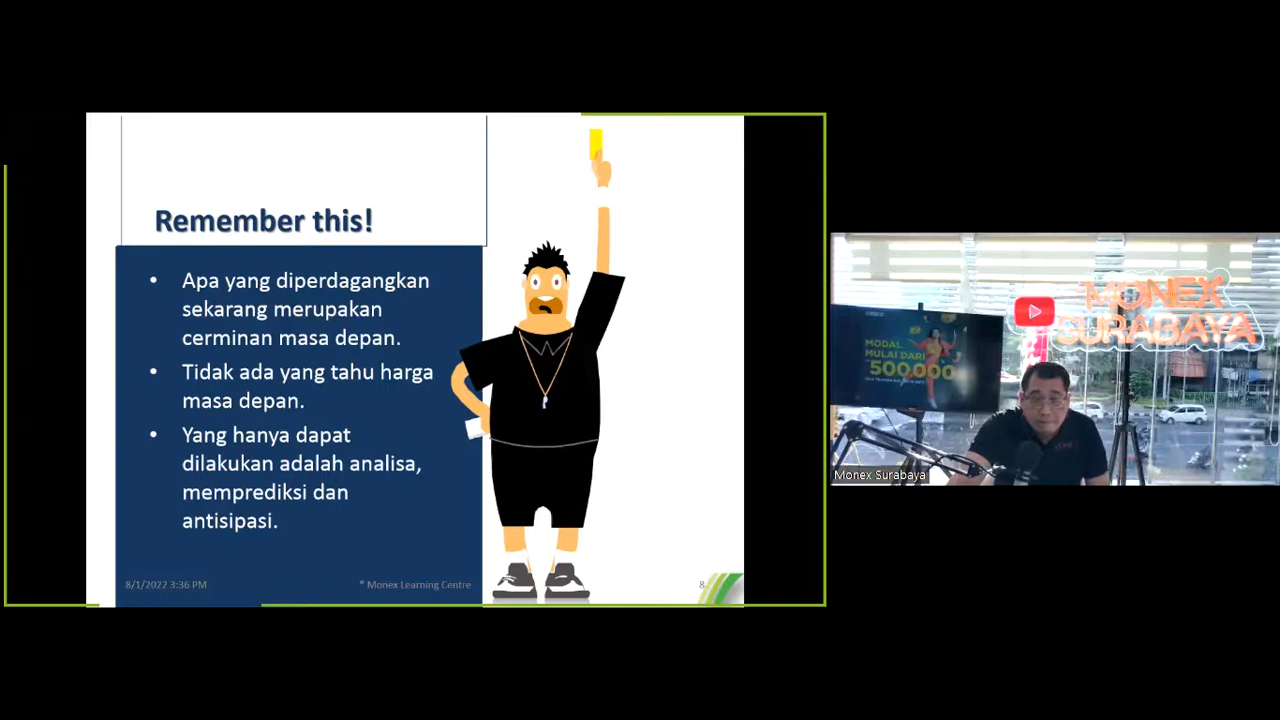 Remember this!
• Apa yang diperdagangkan
sekarang merupakan
cerminan masa depan.
• Tidak ada yang tahu harga
masa depan.
• Yang hanya dapat
dilakukan adalah analisa,
memprediksi dan
antisipasi.
8/1/2022 3:36 PM
* Monex Learning Centre
8
MONEX
SURABAYA
MODAL
MULAI DARI
500,000
Monex Surabaya